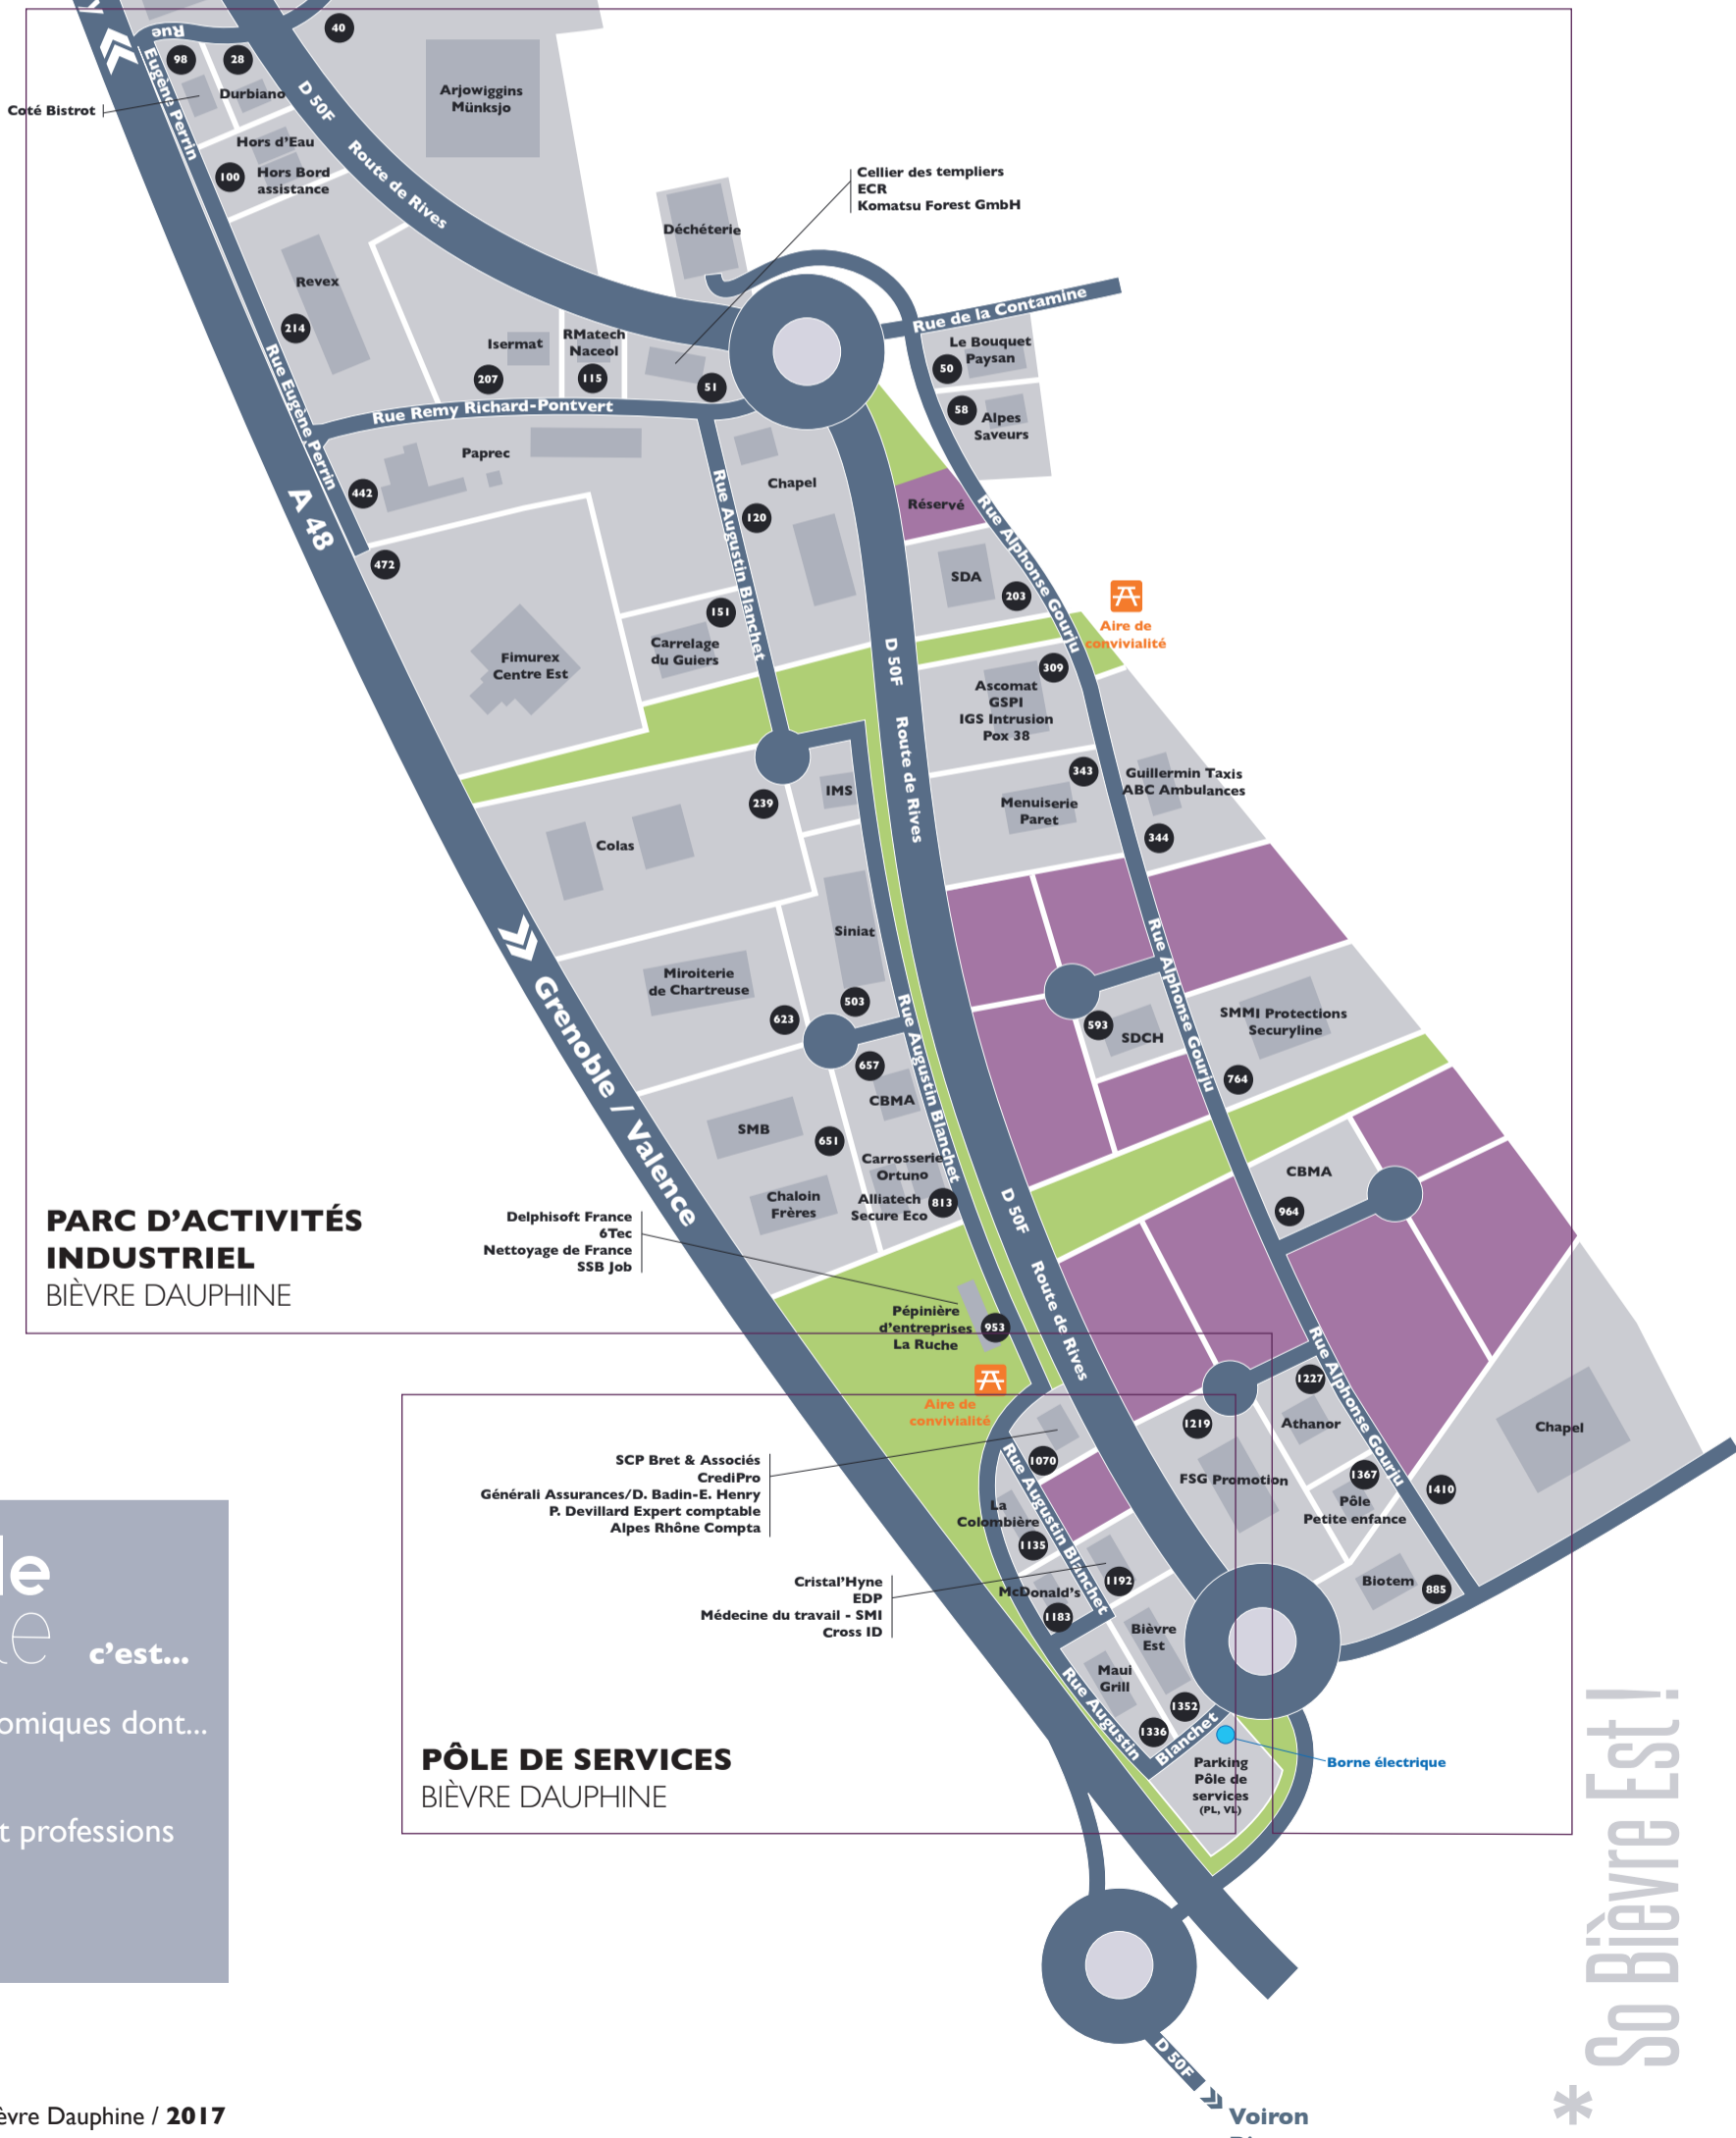 Rue
Eugène Perrin
98
28
40
Durbiano
Coté Bistrot
D 50F
Route de Rives
Arjowiggins
Münksjo
Hors d'Eau
100
Hors Bord
assistance
Cellier des templiers
ECR
Komatsu Forest GmbH
Déchéterie
Revex
214
Rue de la Contamine
Isermat
207
RMatech
Naceol
115
51
Le Bouquet
Paysan
50
58
Alpes
Saveurs
Rue Eugène Perrin
Rue Remy Richard-Pontvert
Paprec
442
472
A 48
Chapel
120
Rue Augustin Blanchet
Réservé
Rue Alphonse Gourju
SDA
203
Aire de
convivialité
151
Carrelage
du Guiers
Fimurex
Centre Est
D 50F
Route de Rives
309
Ascomat
GSPI
IGS Intrusion
Pox 38
343
Menuiserie
Paret
Guillermin Taxis
ABC Ambulances
344
239
IMS
Colas
Siniat
503
Miroiterie
de Chartreuse
623
Grenoble / Valence
Rue Augustin Blanchet
Rue Alphonse Gourju
593
SDCH
SMMI Protections
Securyline
764
657
CBMA
SMB
651
Carrosserie
Ortuno
Alliatech
Secure Eco
813
Chaloin
Frères
CBMA
964
D 50F
Route de Rives
PARC D'ACTIVITÉS
INDUSTRIEL
BIÈVRE DAUPHINE
Delphisoft France
6Tec
Nettoyage de France
SSB Job
Pépinière
d'entreprises
La Ruche
953
Aire de
convivialité
Rue Alphonse Gourju
1227
Athanor
1219
FSG Promotion
1367
Pôle
Petite enfance
1410
Chapel
SCP Bret & Associés
CrediPro
Générali Assurances/D. Badin-E. Henry
P. Devillard Expert comptable
Alpes Rhône Compta
1070
Rue Augustin Blanchet
La
Colombière
1135
Cristal'Hyne
EDP
Médecine du travail - SMI
Cross ID
1192
McDonald's
1183
Biotem
885
Bièvre
Est
1352
Maui
Grill
1336
Rue Augustin
Blanchet
PÔLE DE SERVICES
BIÈVRE DAUPHINE
Parking
Pôle de
services
(PL, VL)
Borne électrique
c'est...
omiques dont...
t professions
So Bièvre Est !
*
D 50F
Voiron
èvre Dauphine / 2017